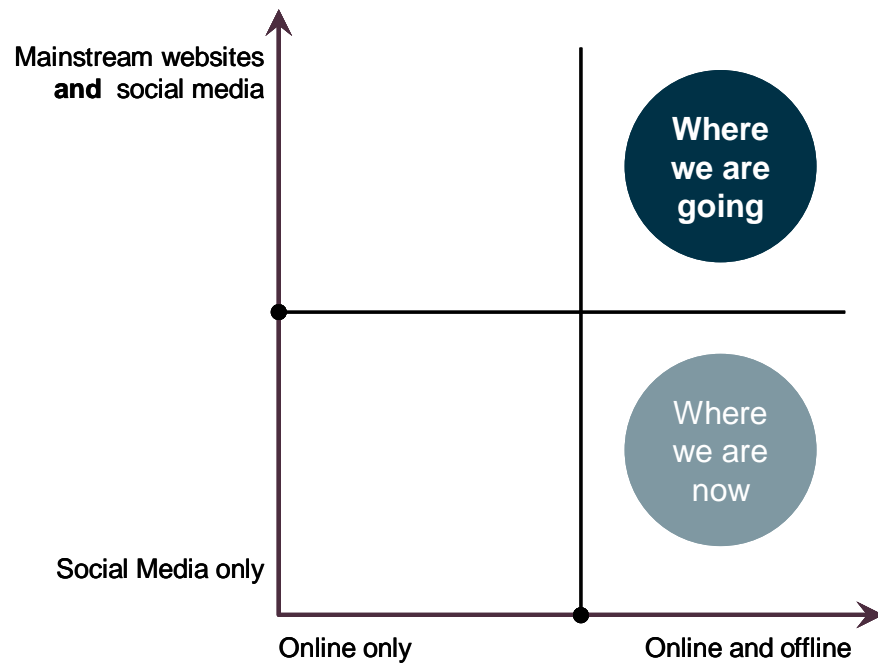 Mainstream websites
and social media
Where
we are
going
Where
we are
now
Social Media only
Online only
Online and offline